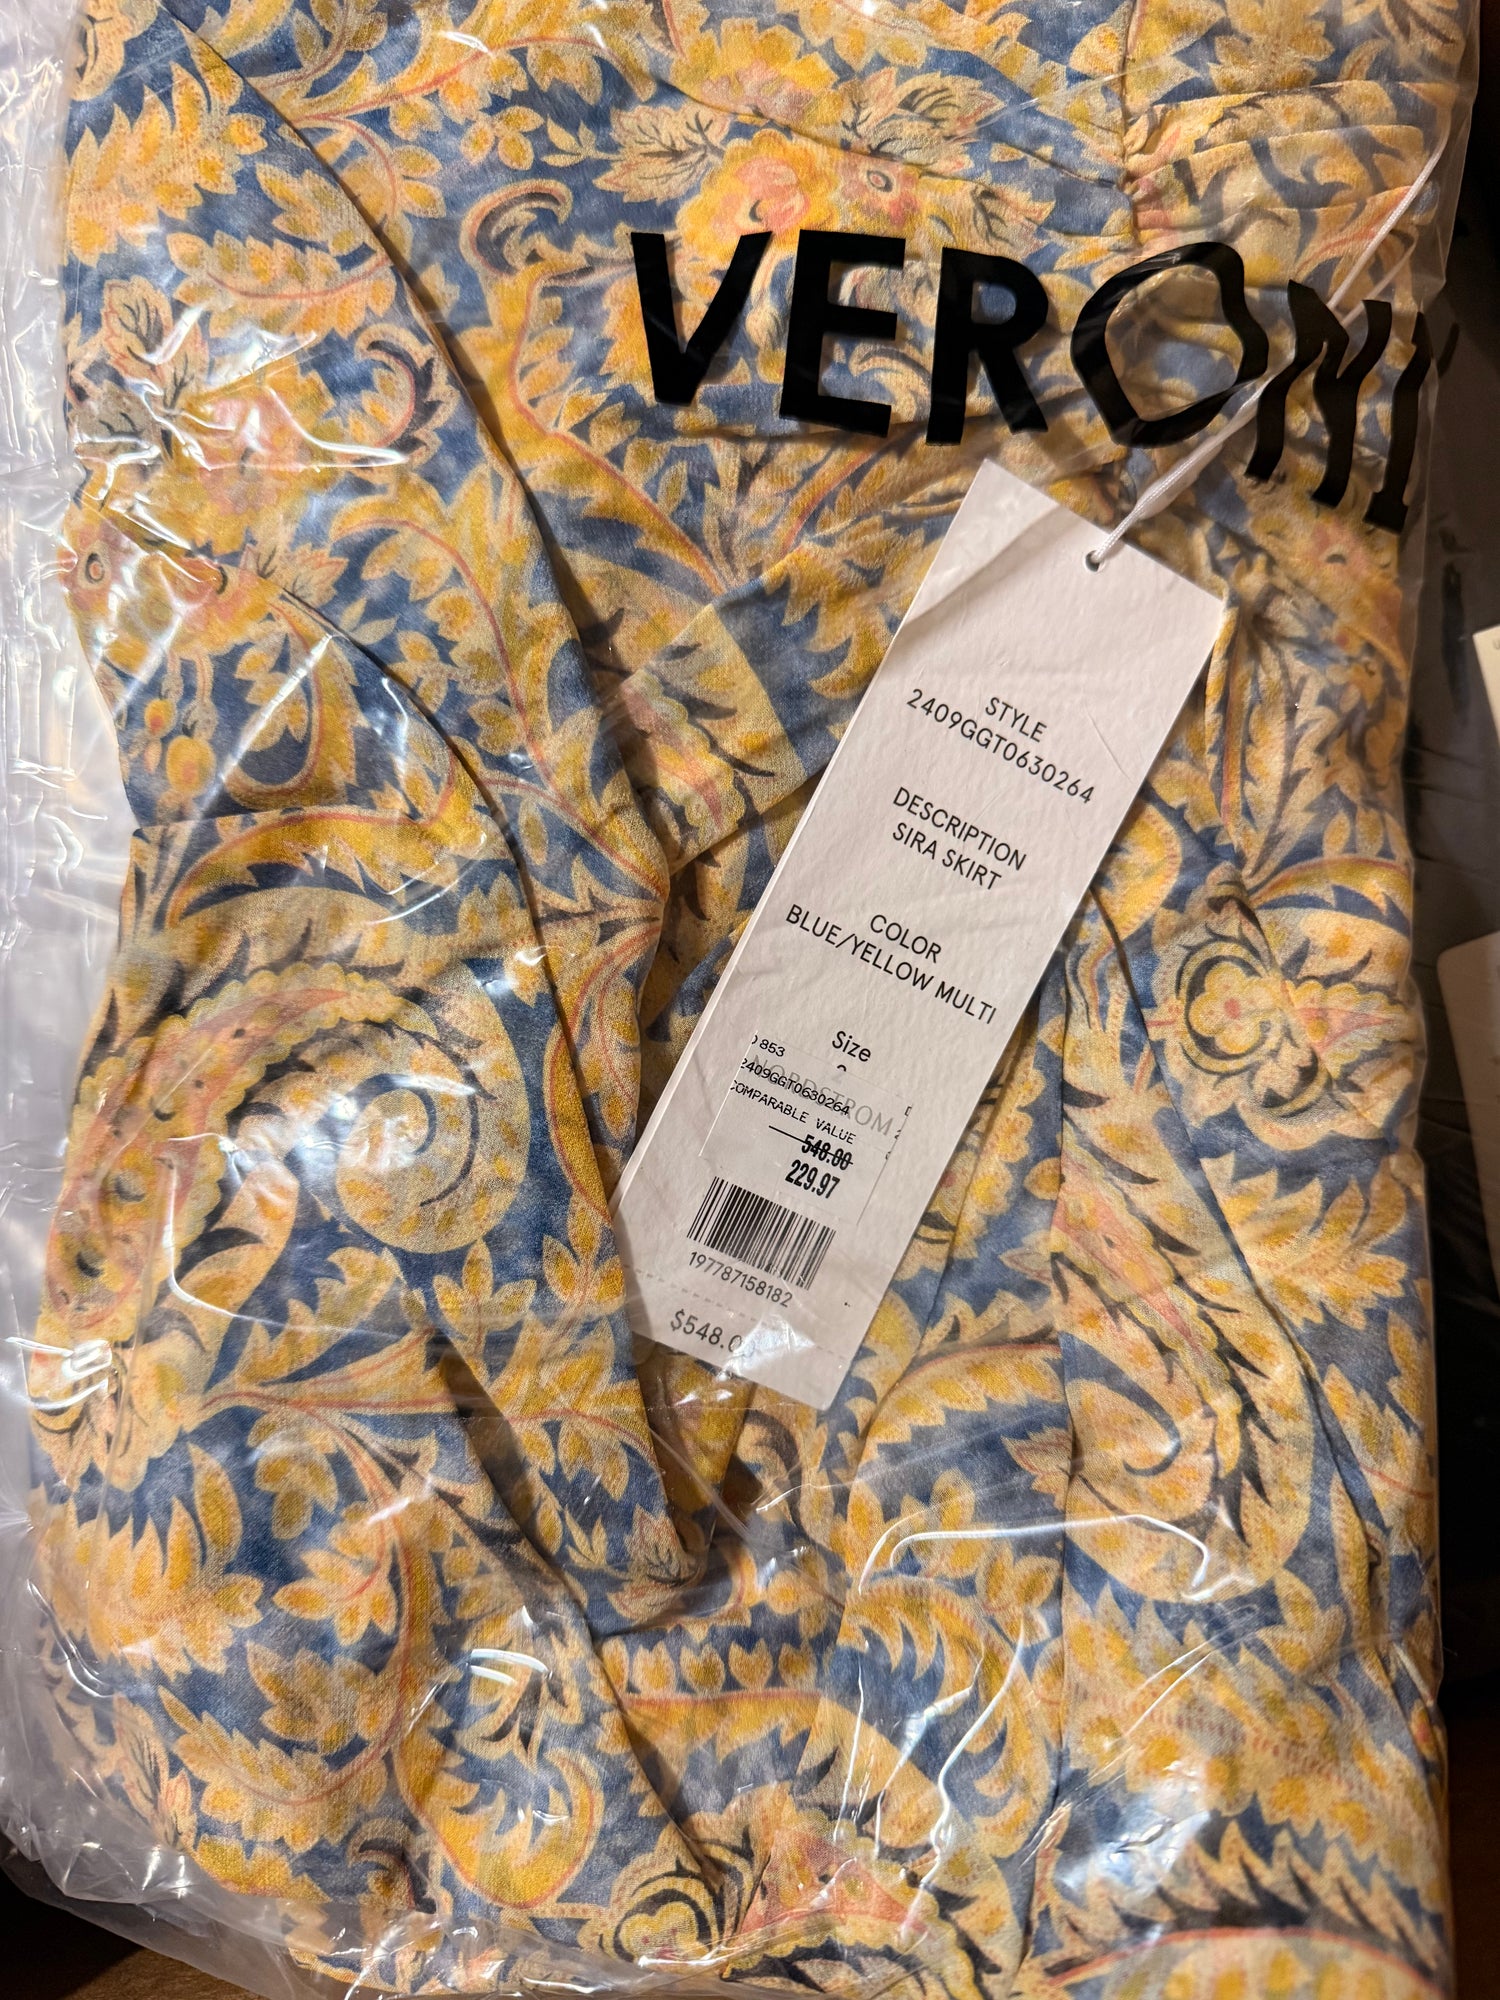 VERONI
STYLE
2409GGT0630264
DESCRIPTION
SIRA SKIRT
COLOR
BLUE/YELLOW MULTI
Size
853
NORDSTROM
2409GGT0630264
COMPARABLE VALUE
548.00
229.97
197787158182
$548.0